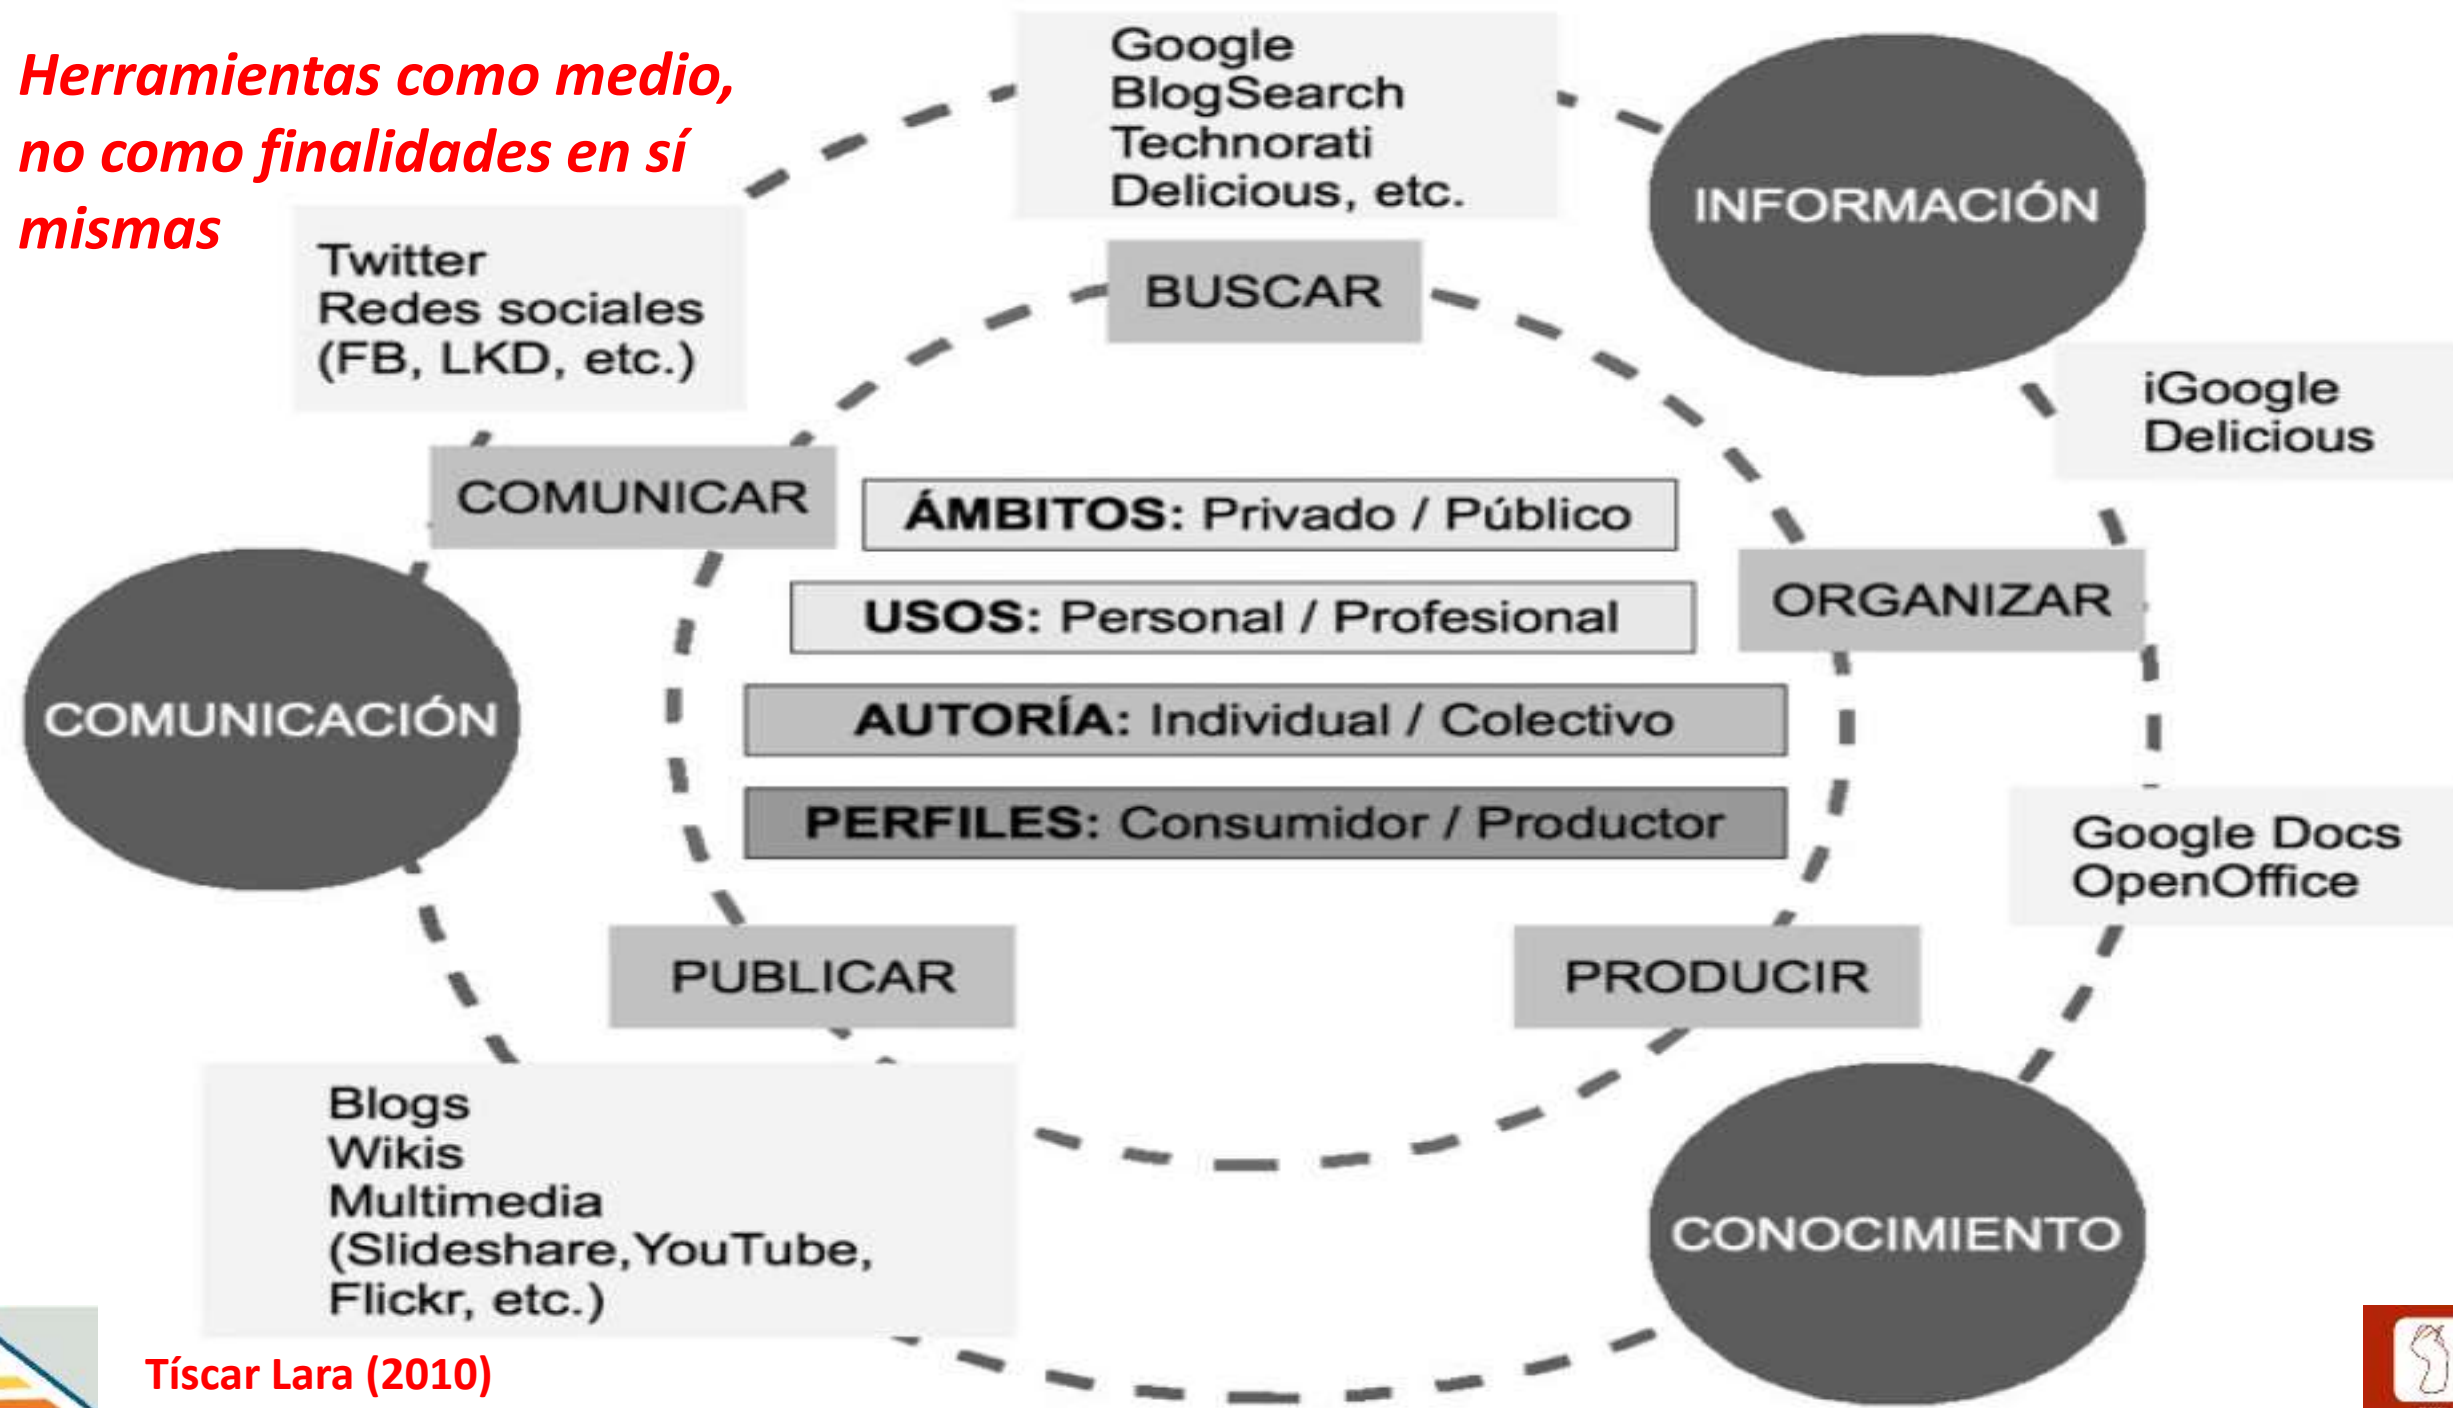 Herramientas como medio,
no como finalidades en sí
mismas
Google
BlogSearch
Technorati
Delicious, etc.
INFORMACIÓN
Twitter
Redes sociales
(FB, LKD, etc.)
BUSCAR
iGoogle
Delicious
COMUNICAR
ÁMBITOS: Privado / Público
ORGANIZAR
USOS: Personal / Profesional
COMUNICACIÓN
AUTORÍA: Individual / Colectivo
PERFILES: Consumidor / Productor
Google Docs
OpenOffice
PUBLICAR
PRODUCIR
Blogs
Wikis
Multimedia
(Slideshare,YouTube,
Flickr, etc.)
CONOCIMIENTO
Tíscar Lara (2010)